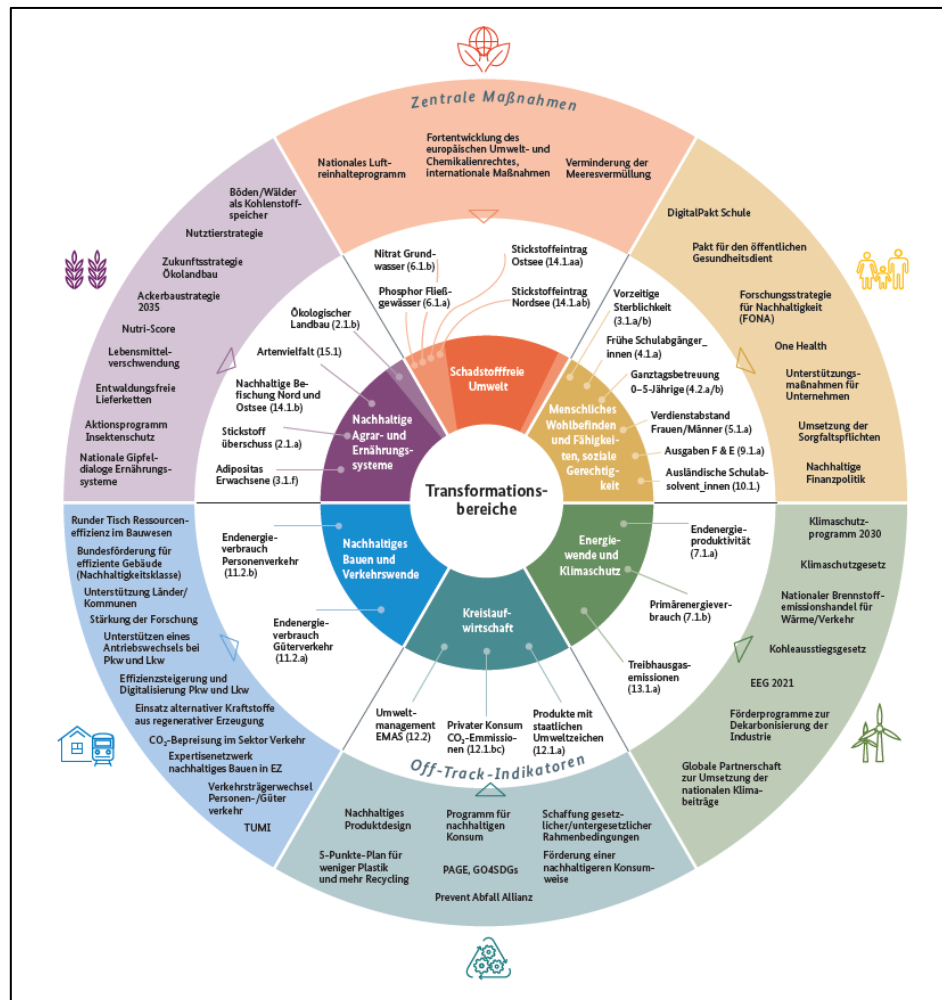 Zentrale Maßnahmen
Nationales Luft-
reinhalteprogramm
Fortentwicklung des
europäischen Umwelt- und
Chemikalienrechtes,
internationale Maßnahmen
Verminderung der
Meeresvermüllung
DigitalPakt Schule
Pakt für den öffentlichen
Gesundheitsdient
Forschungsstrategie
für Nachhaltigkeit
(FONA)
One Health
Unterstützungs-
maßnahmen für
Unternehmen
Umsetzung der
Sorgfaltspflichten
Nachhaltige
Finanzpolitik
Klimaschutz-
programm 2030
Klimaschutzgesetz
Nationaler Brennstoff-
emissionshandel für
Wärme/Verkehr
Kohleausstiegsgesetz
EEG 2021
Förderprogramme zur
Dekarbonisierung der
Industrie
Globale Partnerschaft
zur Umsetzung der
nationalen Klima-
beiträge
Schaffung gesetz-
licher/untergesetzlicher
Rahmenbedingungen
Förderung einer
nachhaltigeren Konsum-
weise
Programm für
nachhaltigen
Konsum
PAGE, GO4SDGs
Prevent Abfall Allianz
Nachhaltiges
Produktdesign
5-Punkte-Plan für
weniger Plastik
und mehr Recycling
Runder Tisch Ressourcen-
effizienz im Bauwesen
Bundesförderung für
effiziente Gebäude
(Nachhaltigkeitsklasse)
Unterstützung Länder/
Kommunen
Stärkung der Forschung
Unterstützen eines
Antriebswechsels bei
Pkw und Lkw
Effizienzsteigerung und
Digitalisierung Pkw und Lkw
Einsatz alternativer Kraftstoffe
aus regenerativer Erzeugung
CO₂-Bepreisung im Sektor Verkehr
Expertisenetzwerk
nachhaltiges Bauen in EZ
Verkehrsträgerwechsel
Personen-/Güter
verkehr
TUMI
Böden/Wälder
als Kohlenstoff-
speicher
Nutztierstrategie
Zukunftsstrategie
Ökolandbau
Ackerbaustrategie
2035
Nutri-Score
Lebensmittel-
verschwendung
Entwaldungsfreie
Lieferketten
Aktionsprogramm
Insektenschutz
Nationale Gipfel-
dialoge Ernährungs-
systeme
Nitrat Grund-
wasser (6.1.b)
Phosphor Fließ-
gewässer (6.1.a)
Stickstoffeintrag
Ostsee (14.1.aa)
Stickstoffeintrag
Nordsee (14.1.ab)
Vorzeitige
Sterblichkeit
(3.1.a/b)
Frühe Schulabgänger_
innen (4.1.a)
Ganztagsbetreuung
0–5-Jährige (4.2.a/b)
Verdienstabstand
Frauen/Männer (5.1.a)
Ausgaben F & E (9.1.a)
Ausländische Schulab-
solvent_innen (10.1.)
Endenergie-
produktivität
(7.1.a)
Primärenergiever-
brauch (7.1.b)
Treibhausgas-
emissionen
(13.1.a)
Produkte mit
staatlichen
Umweltzeichen
(12.1.a)
Privater Konsum
CO₂-Emmissio-
nen (12.1.bc)
Umwelt-
management
EMAS (12.2)
Off-Track-Indikatoren
Endenergie-
verbrauch
Güterverkehr
(11.2.a)
Endenergie-
verbrauch
Personenverkehr
(11.2.b)
Adipositas
Erwachsene (3.1.f)
Stickstoff
überschuss (2.1.a)
Nachhaltige Be-
fischung Nord und
Ostsee (14.1.b)
Artenvielfalt (15.1)
Ökologischer
Landbau (2.1.b)
Schadstofffreie
Umwelt
Menschliches
Wohlbefinden
und Fähigkei-
ten, soziale
Gerechtig-
keit
Energie-
wende und
Klimaschutz
Kreislauf-
wirtschaft
Nachhaltiges
Bauen und
Verkehrswende
Nachhaltige
Agrar- und
Ernährungs-
systeme
Transformations-
bereiche